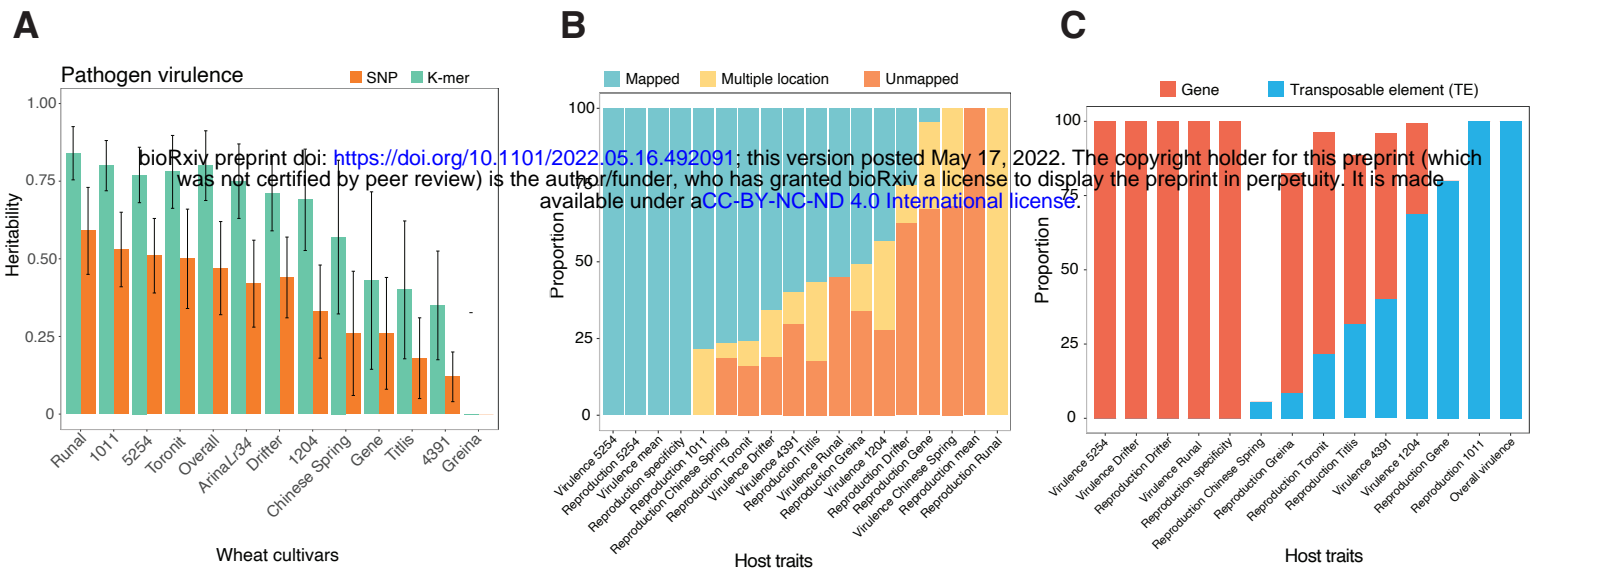 A
B
C
Pathogen virulence
SNP
K-mer
Mapped
Multiple location
Unmapped
Gene
Transposable element (TE)
bioRxiv preprint doi: https://doi.org/10.1101/2022.05.16.492091; this version posted May 17, 2022. The copyright holder for this preprint (which
was not certified by peer review) is the author/funder, who has granted bioRxiv a license to display the preprint in perpetuity. It is made
available under aCC-BY-NC-ND 4.0 International license.
Heritability
1.00
0.75
0.50
0.25
0
Runal
1011
5254
Toronit
Overall
ArinaLr34
Drifter
1204
Chinese Spring
Gene
Titlis
4391
Greina
Wheat cultivars
Proportion
100
75
50
25
0
Virulence 5254
Reproduction 5254
Virulence mean
Reproduction specificity
Reproduction 1011
Reproduction Chinese Spring
Reproduction Toronit
Virulence Drifter
Virulence 4391
Reproduction Titlis
Virulence Runal
Reproduction Greina
Virulence 1204
Reproduction Drifter
Reproduction Gene
Virulence Chinese Spring
Reproduction mean
Reproduction Runal
Host traits
Proportion
100
75
50
25
0
Virulence 5254
Virulence Drifter
Reproduction Drifter
Virulence Runal
Reproduction specificity
Reproduction Chinese Spring
Reproduction Greina
Reproduction Toronit
Reproduction Titlis
Virulence 4391
Virulence 1204
Reproduction Gene
Reproduction 1011
Overall virulence
Host traits